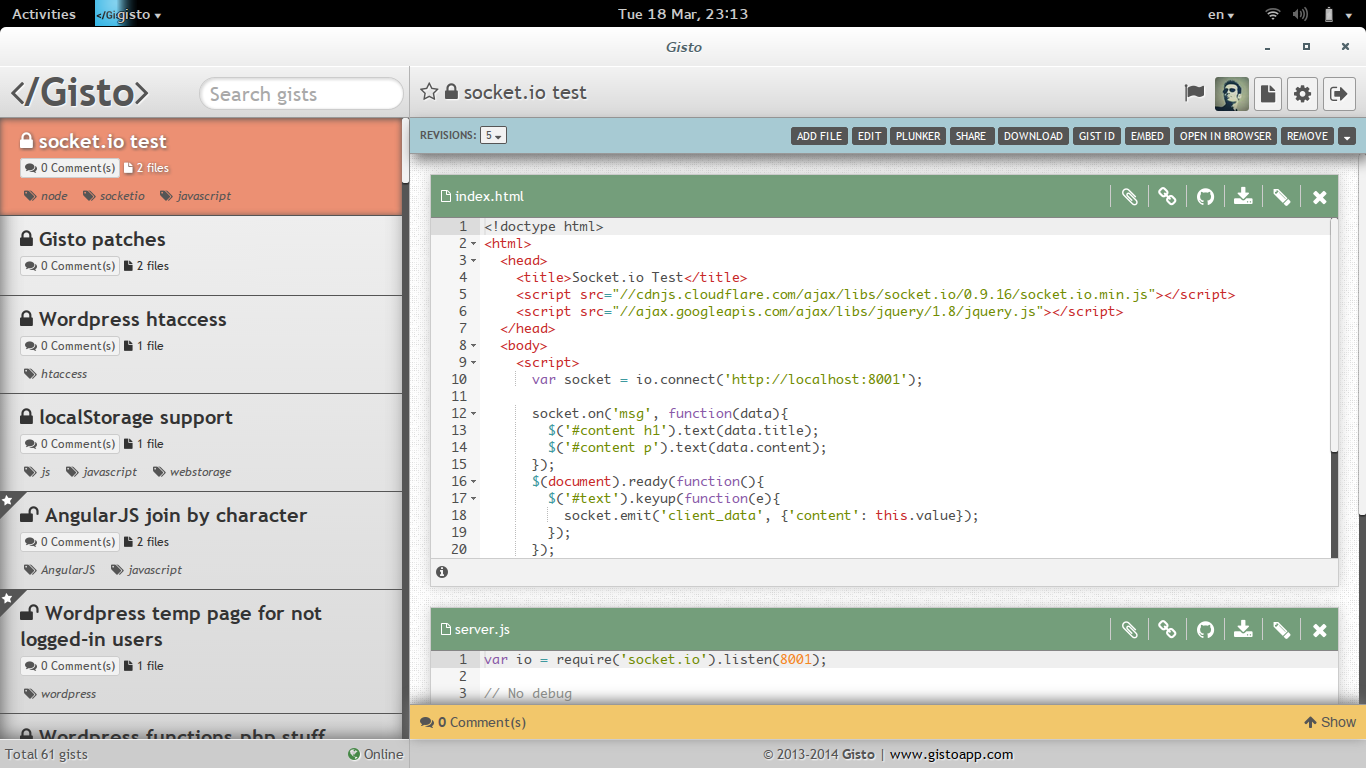 Activities </Gi gisto Tue 18 Mar, 23:13 en
Gisto
</Gisto> Search gists
socket.io test
0 Comment(s) 2 files
node socketio javascript
Gisto patches
0 Comment(s) 2 files
Wordpress htaccess
0 Comment(s) 1 file
htaccess
localStorage support
0 Comment(s) 1 file
js javascript webstorage
AngularJS join by character
0 Comment(s) 2 files
AngularJS javascript
Wordpress temp page for not
logged-in users
0 Comment(s) 1 file
wordpress
Wordpress functions.php stuff
Total 61 gists Online
socket.io test
REVISIONS: 5 ADD FILE EDIT PLUNKER SHARE DOWNLOAD GIST ID EMBED OPEN IN BROWSER REMOVE
index.html
1 <!doctype html>
2 <html>
3 <head>
4 <title>Socket.io Test</title>
5 <script src="//cdnjs.cloudflare.com/ajax/libs/socket.io/0.9.16/socket.io.min.js"></script>
6 <script src="//ajax.googleapis.com/ajax/libs/jquery/1.8/jquery.js"></script>
7 </head>
8 <body>
9 <script>
10 var socket = io.connect('http://localhost:8001');
11
12 socket.on('msg', function(data){
13 $('#content h1').text(data.title);
14 $('#content p').text(data.content);
15 });
16 $(document).ready(function(){
17 $('#text').keyup(function(e){
18 socket.emit('client_data', {'content': this.value});
19 });
20 });
server.js
1 var io = require('socket.io').listen(8001);
2
3 // No debug
0 Comment(s) Show
© 2013-2014 Gisto | www.gistoapp.com